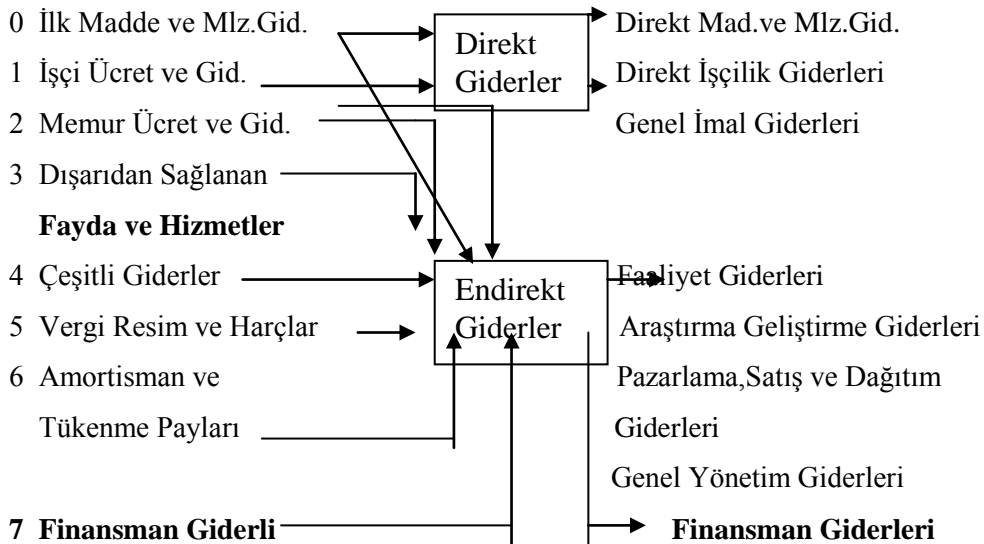 0 İlk Madde ve Mlz.Gid.
1 İşçi Ücret ve Gid.
2 Memur Ücret ve Gid.
3 Dışarıdan Sağlanan
Fayda ve Hizmetler
4 Çeşitli Giderler
5 Vergi Resim ve Harçlar
6 Amortisman ve
Tükenme Payları
7 Finansman Giderli
Direkt
Giderler
Endirekt
Giderler
Direkt Mad.ve Mlz.Gid.
Direkt İşçilik Giderleri
Genel İmal Giderleri
Faaliyet Giderleri
Araştırma Geliştirme Giderleri
Pazarlama,Satış ve Dağıtım
Giderleri
Genel Yönetim Giderleri
Finansman Giderleri